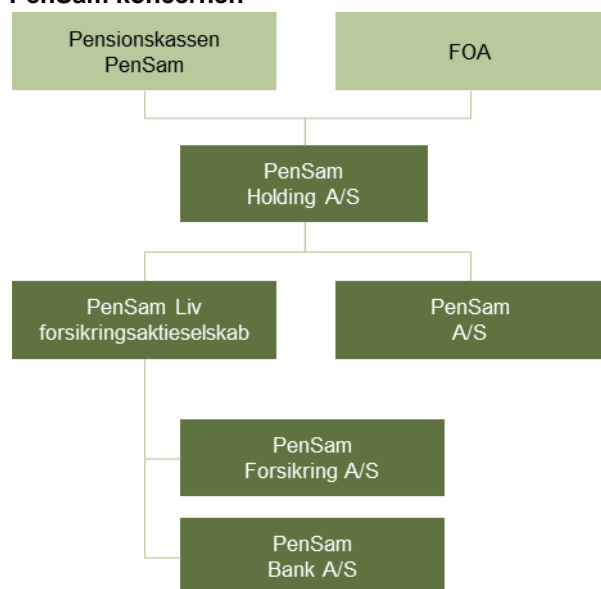 PenSam koncernen
Pensionskassen
PenSam
FOA
PenSam
Holding A/S
PenSam Liv
forsikringsaktieselskab
PenSam
A/S
PenSam
Forsikring A/S
PenSam
Bank A/S